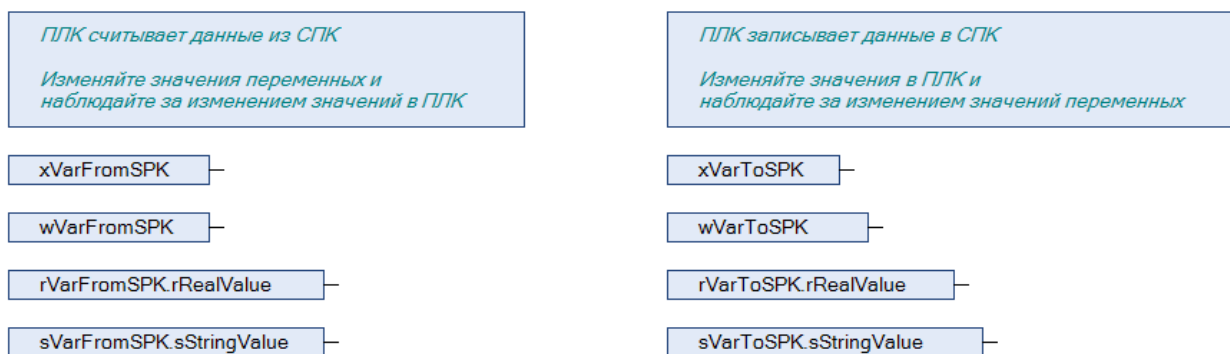 ПЛК считывает данные из СПК
Изменяйте значения переменных и
наблюдайте за изменением значений в ПЛК
xVarFromSPK
wVarFromSPK
rVarFromSPK.rRealValue
sVarFromSPK.sStringValue
ПЛК записывает данные в СПК
Изменяйте значения в ПЛК и
наблюдайте за изменением значений переменных
xVarToSPK
wVarToSPK
rVarToSPK.rRealValue
sVarToSPK.sStringValue